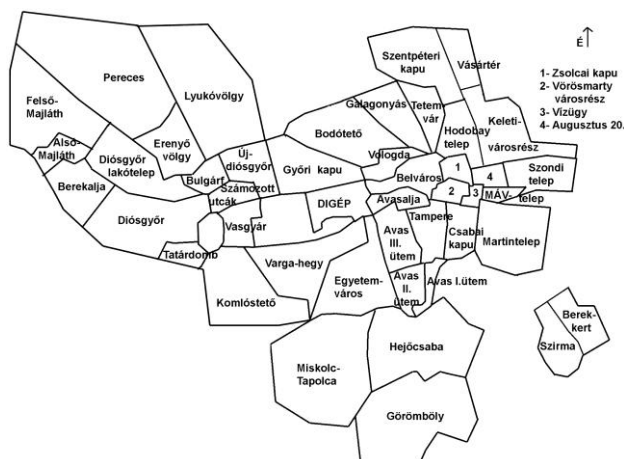 É
1- Zsolcai kapu
2- Vörösmarty
városrész
3- Vízügy
4- Augusztus 20.
Szentpéteri
kapu
Vásártér
Pereces
Lyukóvölgy
Felső-
Majláth
Galagonyás
Tetem-
vár
Hodobay
telep
Keleti-
városrész
Bodótető
Alsó-
Majláth
Diósgyőr
lakótelep
Erenyő
völgy
Új-
diósgyőr
Győri kapu
Vologda
Belváros
1
4
Szondi
telep
Berekalja
Bulgárf.
Számozott
utcák
DIGÉP
Avasalja
2
3
MÁV-
telep
Diósgyőr
Vasgyár
Tampere
Avas
III.ütem
Csabai
kapu
Martintelep
Tatárdomb
Varga-hegy
Egyetem-
város
Avas
II.
ütem
Avas I.ütem
Komlóstető
Berek-
kert
Szirma
Hejőcsaba
Miskolc-
Tapolca
Görömböly